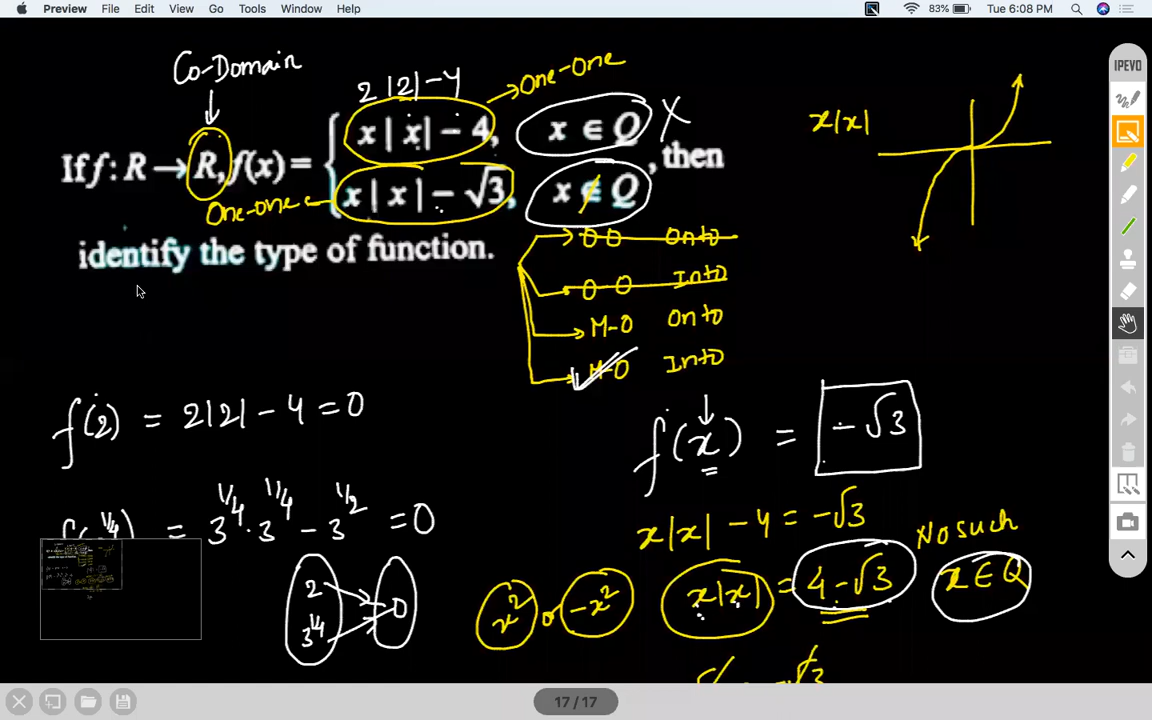 Preview File Edit View Go Tools Window Help 83% Tue 6:08 PM
IPEVO
Co-Domain
2 |2| - 4
One-One
x | x | - 4, x ∈ Q X
x|x|
If f : R → R, f(x) = , then
x | x | - √3, x ∉ Q
One-one
identify the type of function.
O O Onto
O O Into
M-O Onto
M-O Into
f(2) = 2|2| - 4 = 0
f(x) = -√3
f(3^1/4) = 3^1/4 . 3^1/4 - 3^1/2 = 0
x|x| - 4 = -√3
No such
x² or -x² x|x| = 4 - √3 x ∈ Q
2
0
3^1/4
17 / 17